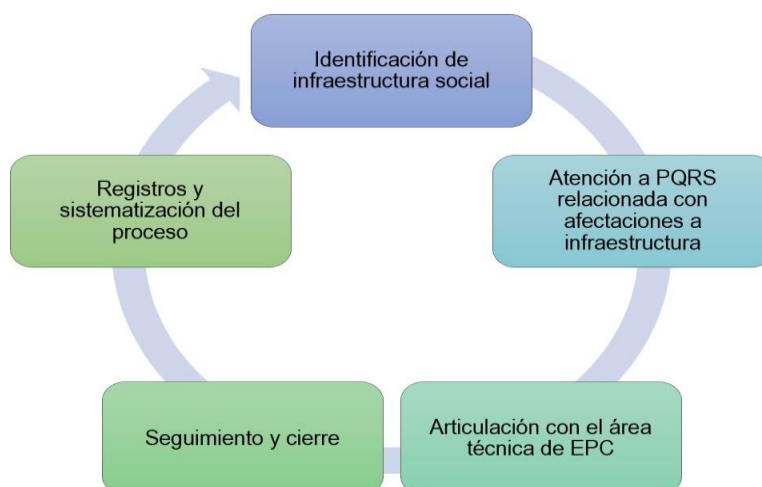 Identificación de
infraestructura social
Atención a PQRS
relacionada con
afectaciones a
infraestructura
Articulación con el área
técnica de EPC
Seguimiento y cierre
Registros y
sistematización del
proceso